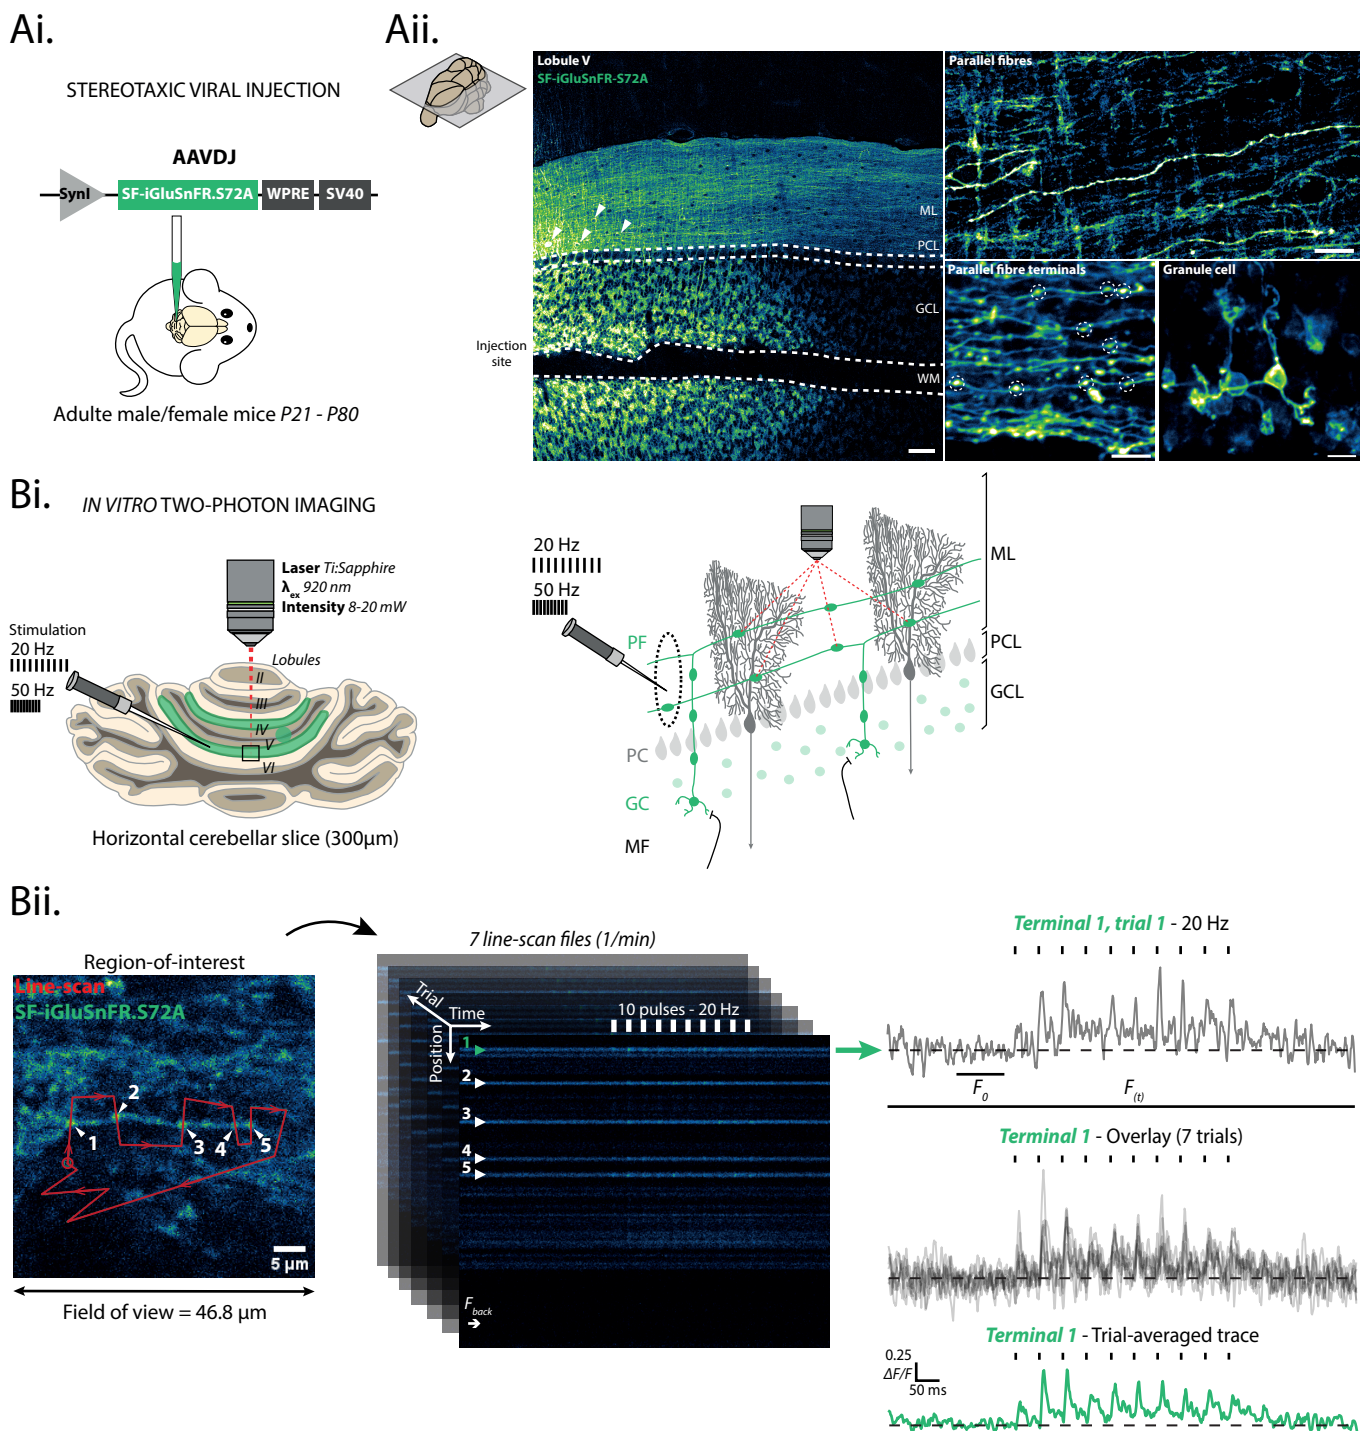 Ai.
STEREOTAXIC VIRAL INJECTION
AAVDJ
SynI
SF-iGluSnFR.S72A
WPRE
SV40
Adulte male/female mice P21 - P80
Aii.
Lobule V
SF-iGluSnFR-S72A
ML
PCL
GCL
WM
Injection
site
Parallel fibres
Parallel fibre terminals
Granule cell
Bi.
IN VITRO TWO-PHOTON IMAGING
Laser Ti:Sapphire
λex 920 nm
Intensity 8-20 mW
Stimulation
20 Hz
50 Hz
Lobules
II
III
IV
V
VI
Horizontal cerebellar slice (300µm)
20 Hz
50 Hz
PF
PC
GC
MF
ML
PCL
GCL
Bii.
Region-of-interest
Line-scan
SF-iGluSnFR.S72A
1
2
3
4
5
5 µm
Field of view = 46.8 µm
7 line-scan files (1/min)
Trial
Time
Position
10 pulses - 20 Hz
1
2
3
4
5
Fback
Terminal 1, trial 1 - 20 Hz
F0
F(t)
Terminal 1 - Overlay (7 trials)
Terminal 1 - Trial-averaged trace
0.25
ΔF/F
50 ms